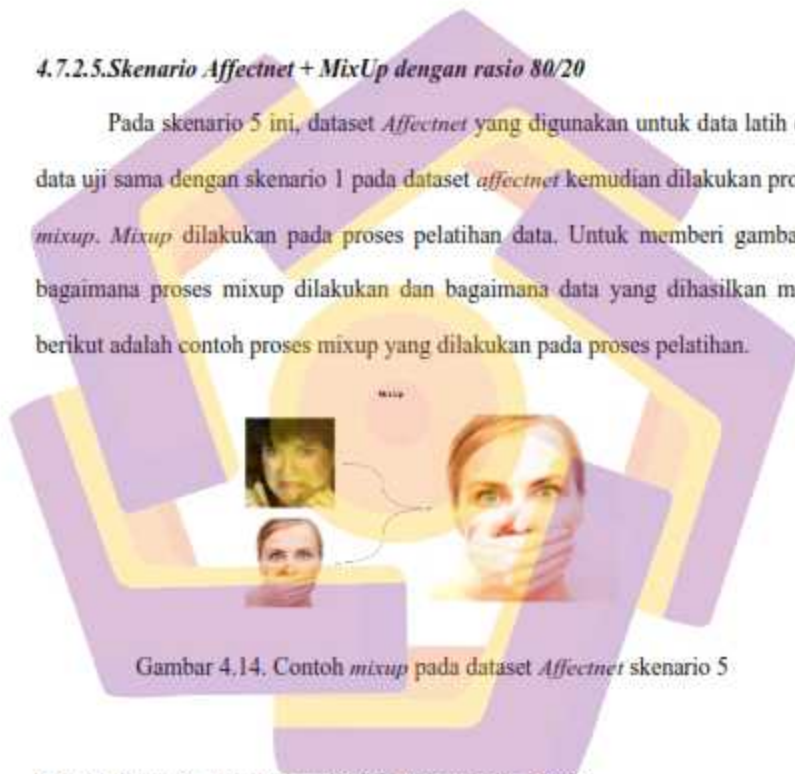 4.7.2.5.Skenario Affectnet + MixUp dengan rasio 80/20
Pada skenario 5 ini, dataset Affectnet yang digunakan untuk data latih
data uji sama dengan skenario 1 pada dataset affectnet kemudian dilakukan pro
mixup. Mixup dilakukan pada proses pelatihan data. Untuk memberi gamba
bagaimana proses mixup dilakukan dan bagaimana data yang dihasilkan m
berikut adalah contoh proses mixup yang dilakukan pada proses pelatihan.
MixUp
Gambar 4.14. Contoh mixup pada dataset Affectnet skenario 5